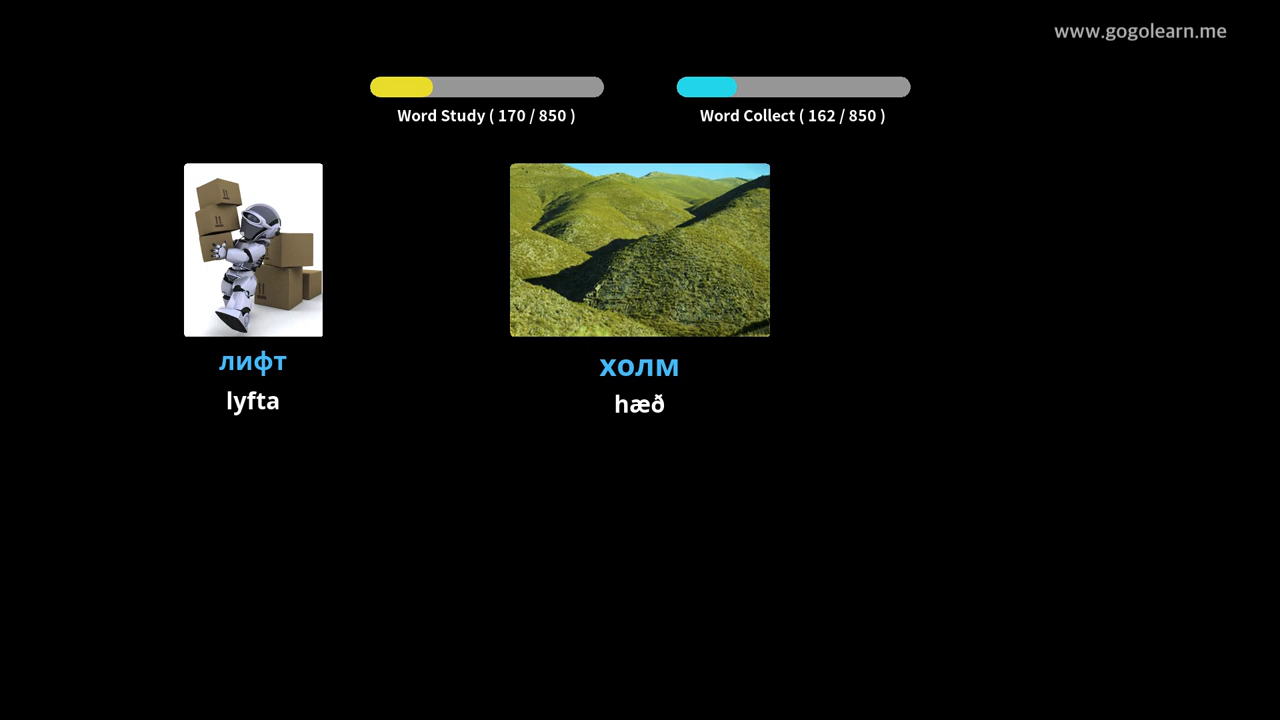 www.gogolearn.me
Word Study ( 170 / 850 )
Word Collect ( 162 / 850 )
лифт
lyfta
холм
hæð